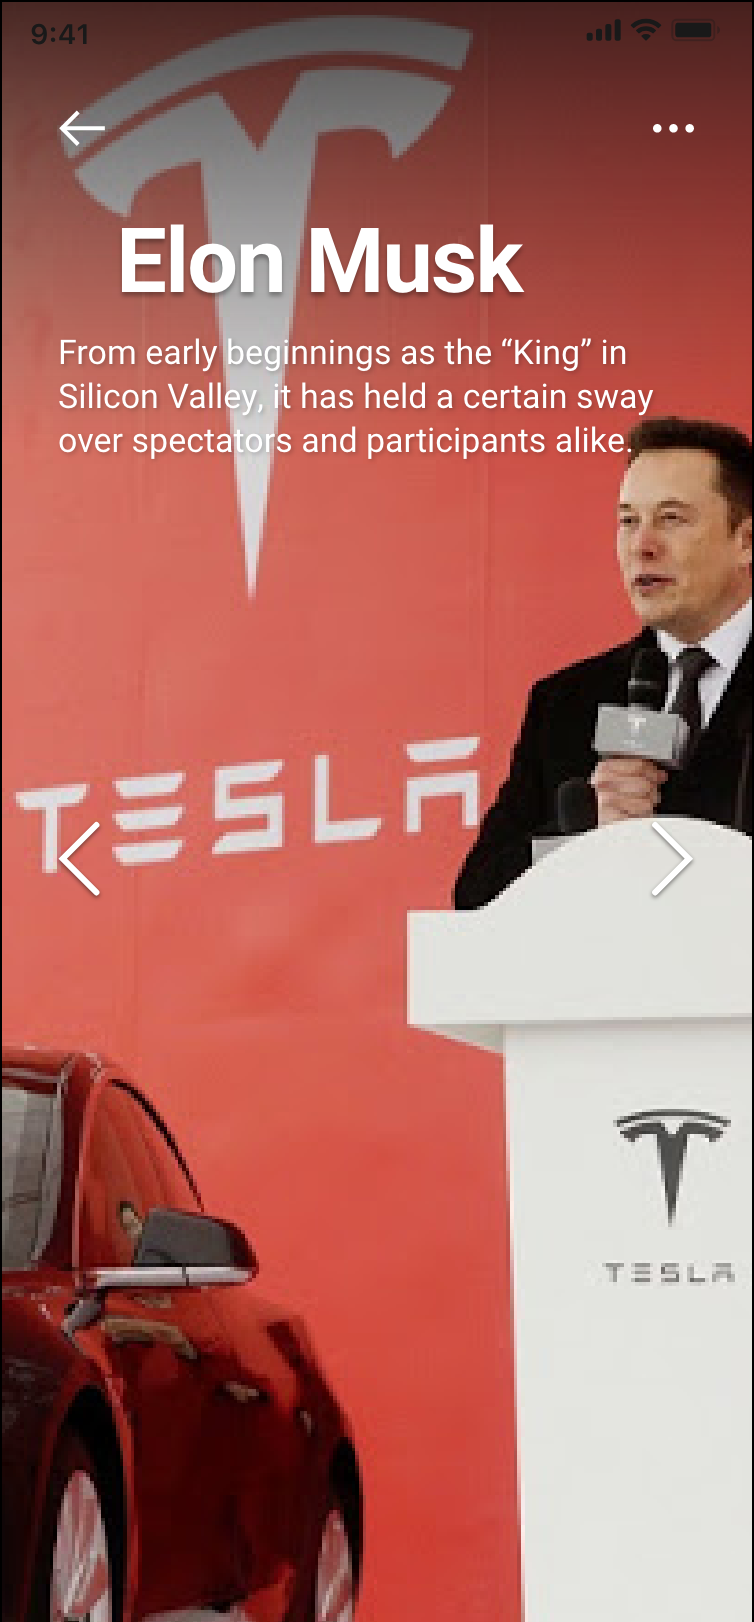 9:41
Elon Musk
From early beginnings as the “King” in
Silicon Valley, it has held a certain sway
over spectators and participants alike.
TESLA
TESLA